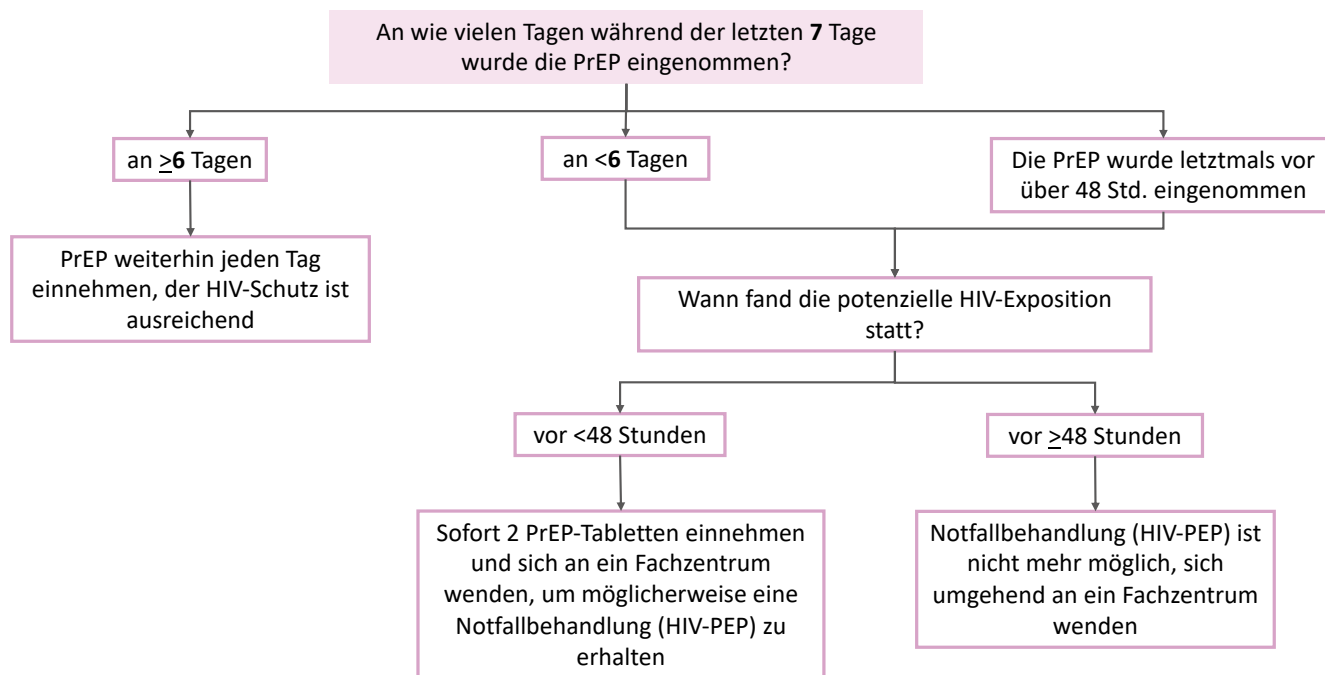 An wie vielen Tagen während der letzten 7 Tage
wurde die PrEP eingenommen?
an ≥6 Tagen
an <6 Tagen
Die PrEP wurde letztmals vor
über 48 Std. eingenommen
PrEP weiterhin jeden Tag
einnehmen, der HIV-Schutz ist
ausreichend
Wann fand die potenzielle HIV-Exposition
statt?
vor <48 Stunden
vor ≥48 Stunden
Sofort 2 PrEP-Tabletten einnehmen
und sich an ein Fachzentrum
wenden, um möglicherweise eine
Notfallbehandlung (HIV-PEP) zu
erhalten
Notfallbehandlung (HIV-PEP) ist
nicht mehr möglich, sich
umgehend an ein Fachzentrum
wenden